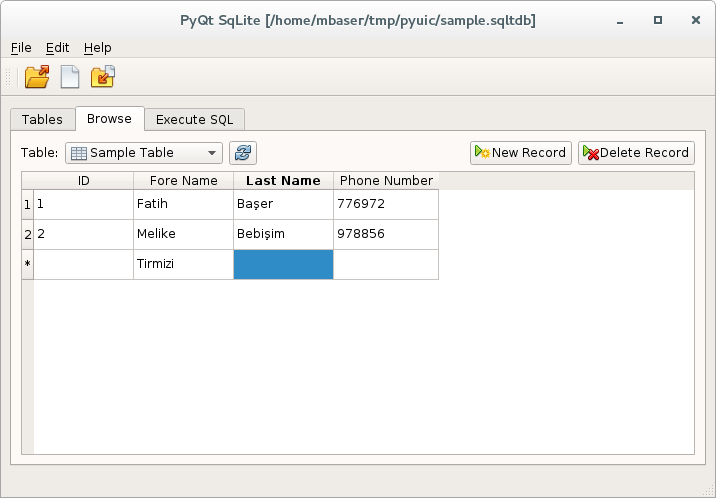 PyQt SqLite [/home/mbaser/tmp/pyuic/sample.sqltdb]
File Edit Help
Tables Browse Execute SQL
Table: Sample Table New Record Delete Record
ID Fore Name Last Name Phone Number
1 1 Fatih Başer 776972
2 2 Melike Bebişim 978856
* Tirmizi